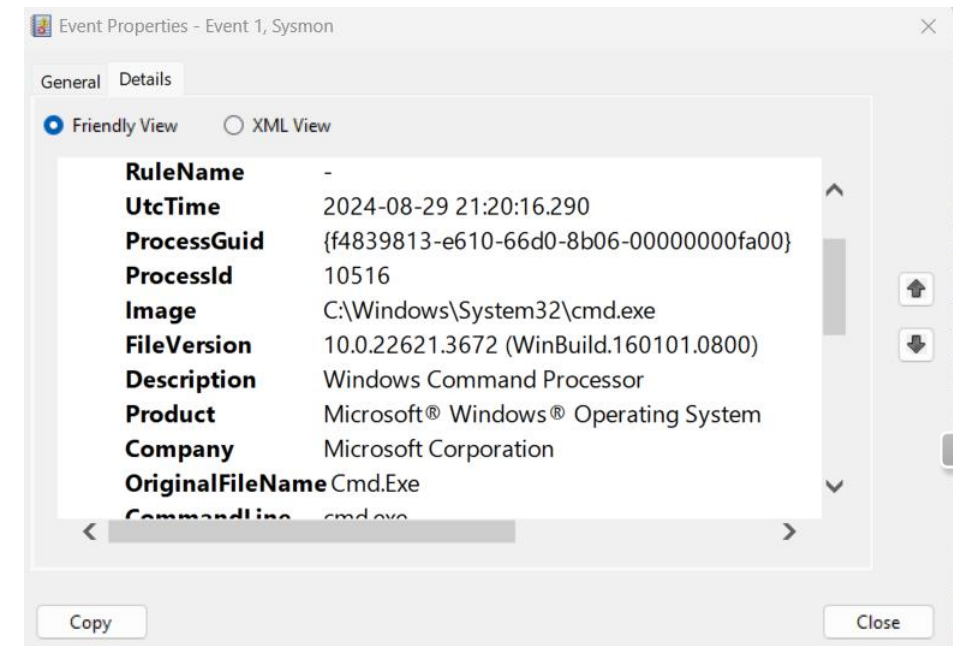 Event Properties - Event 1, Sysmon
General Details
Friendly View XML View
RuleName -
UtcTime 2024-08-29 21:20:16.290
ProcessGuid {f4839813-e610-66d0-8b06-00000000fa00}
ProcessId 10516
Image C:\Windows\System32\cmd.exe
FileVersion 10.0.22621.3672 (WinBuild.160101.0800)
Description Windows Command Processor
Product Microsoft® Windows® Operating System
Company Microsoft Corporation
OriginalFileName Cmd.Exe
CommandLine cmd.exe
Copy Close